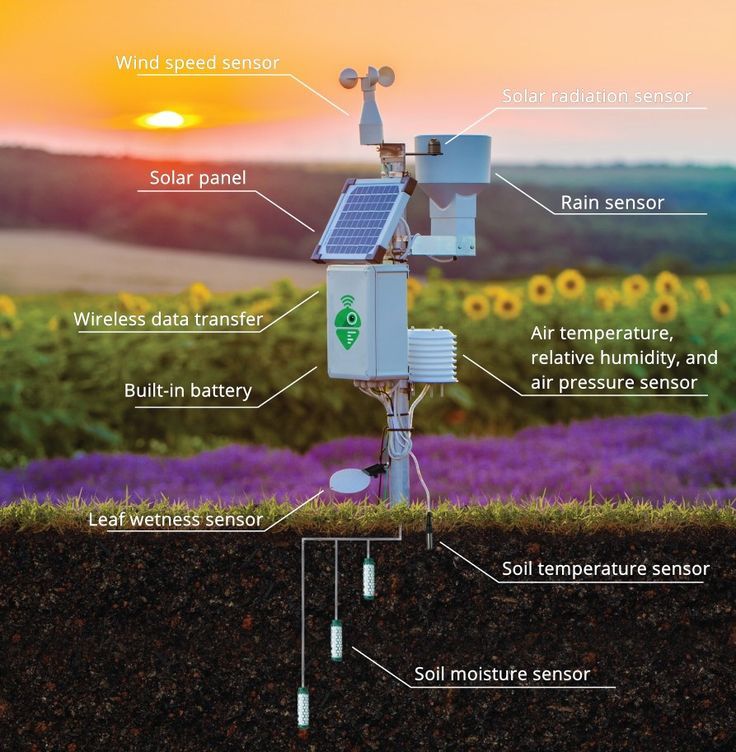 Wind speed sensor
Solar radiation sensor
Solar panel
Rain sensor
Wireless data transfer
Air temperature,
relative humidity, and
air pressure sensor
Built-in battery
Leaf wetness sensor
Soil temperature sensor
Soil moisture sensor